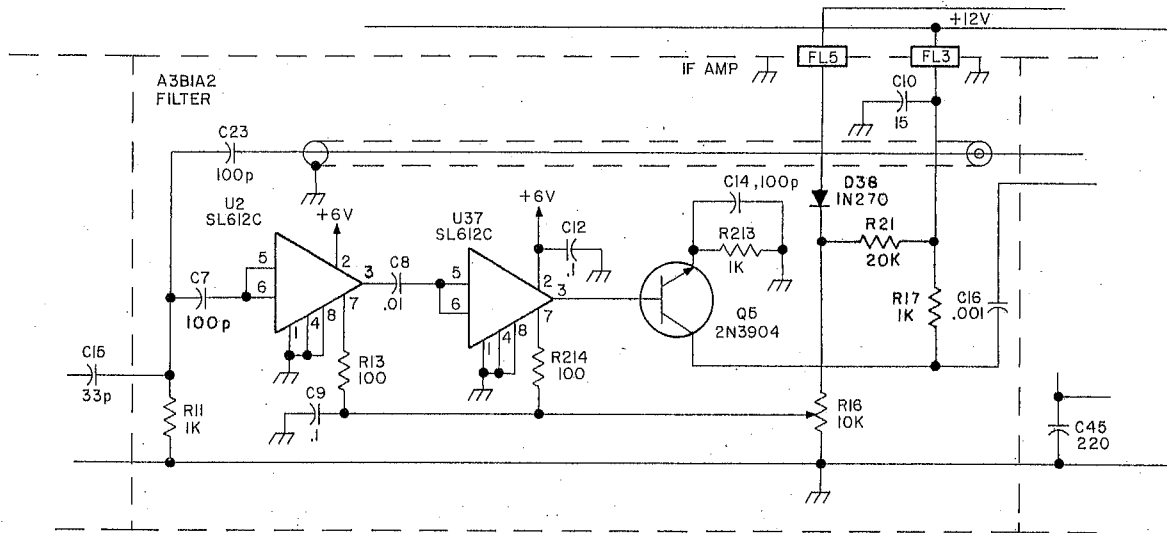 +12V
FL5
FL3
IF AMP
A3B1A2
FILTER
C10
15
C23
100p
U2
SL612C
+6V
U37
SL612C
+6V
C14,100p
D38
1N270
C12
.1
R213
1K
R21
20K
5
6
2
3
7
1
4
8
C8
.01
5
6
2
3
7
1
4
8
C7
100p
Q5
2N3904
R17
1K
C16
.001
C15
33p
R13
100
R214
100
R11
1K
C9
.1
R16
10K
C45
220